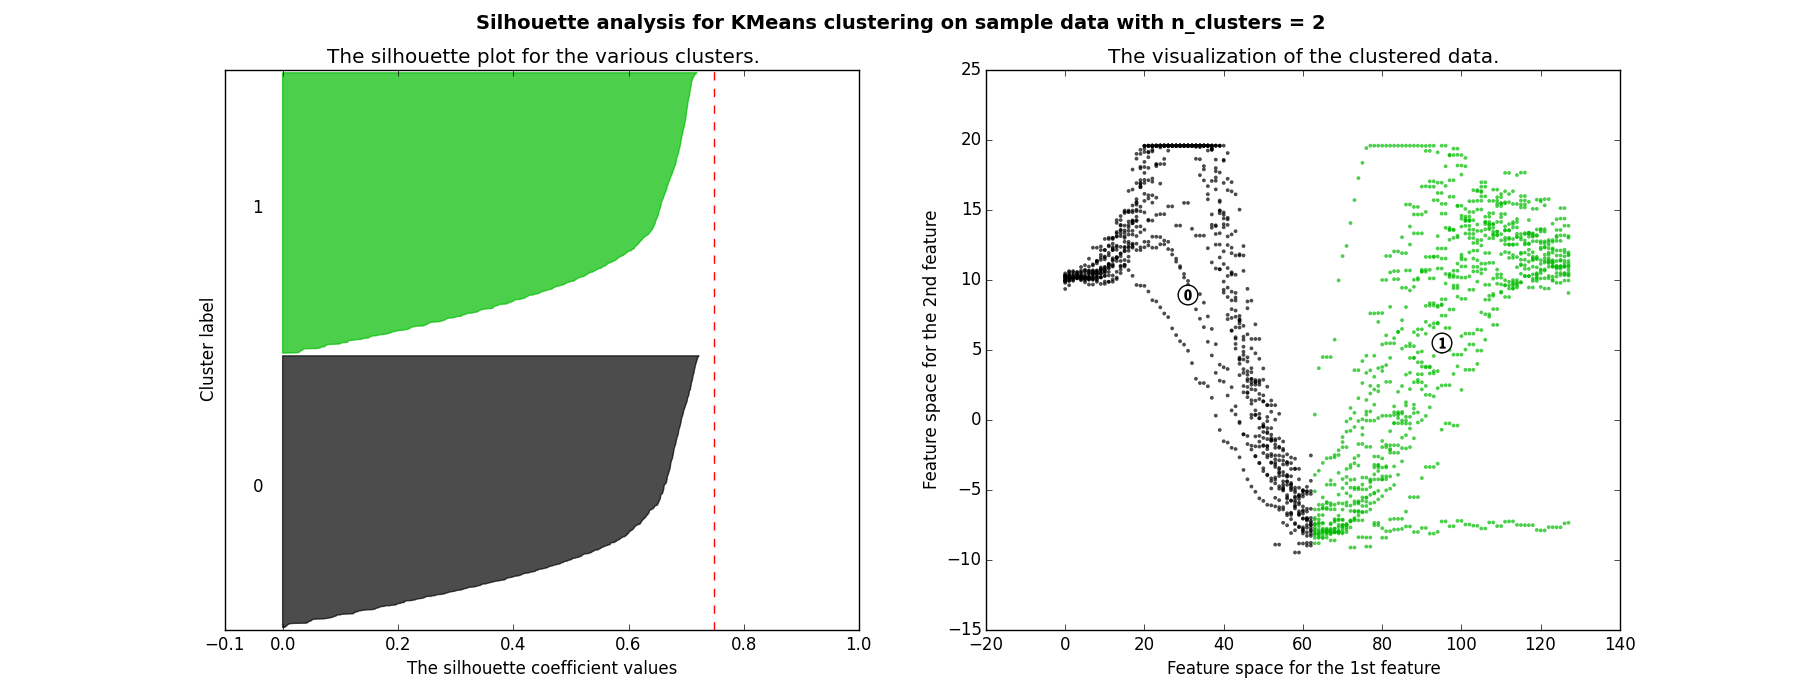 Silhouette analysis for KMeans clustering on sample data with n_clusters = 2
The silhouette plot for the various clusters.
1
0
Cluster label
−0.1 0.0 0.2 0.4 0.6 0.8 1.0
The silhouette coefficient values
The visualization of the clustered data.
25
20
15
10
5
0
−5
−10
−15
Feature space for the 2nd feature
0
1
−20 0 20 40 60 80 100 120 140
Feature space for the 1st feature